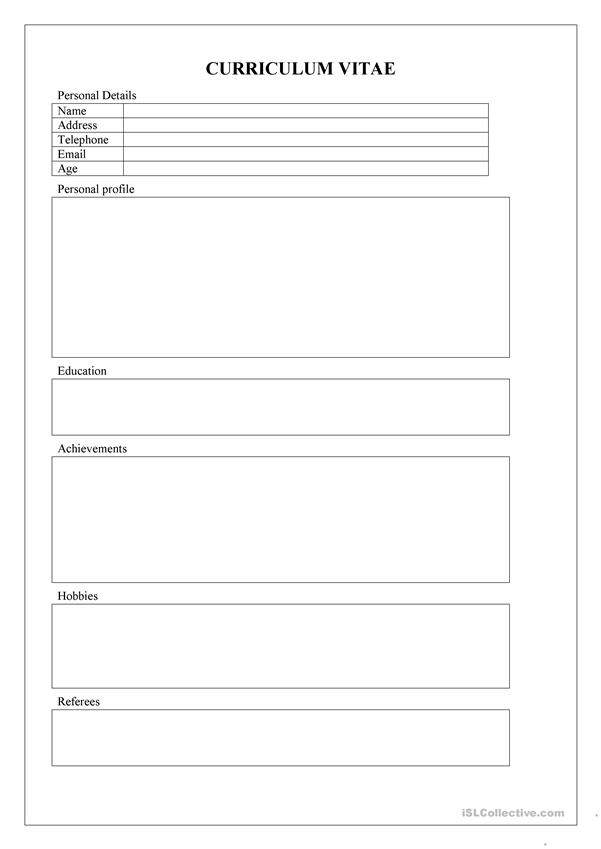 CURRICULUM VITAE
Personal Details
Name
Address
Telephone
Email
Age
Personal profile
Education
Achievements
Hobbies
Referees
iSLCollective.com